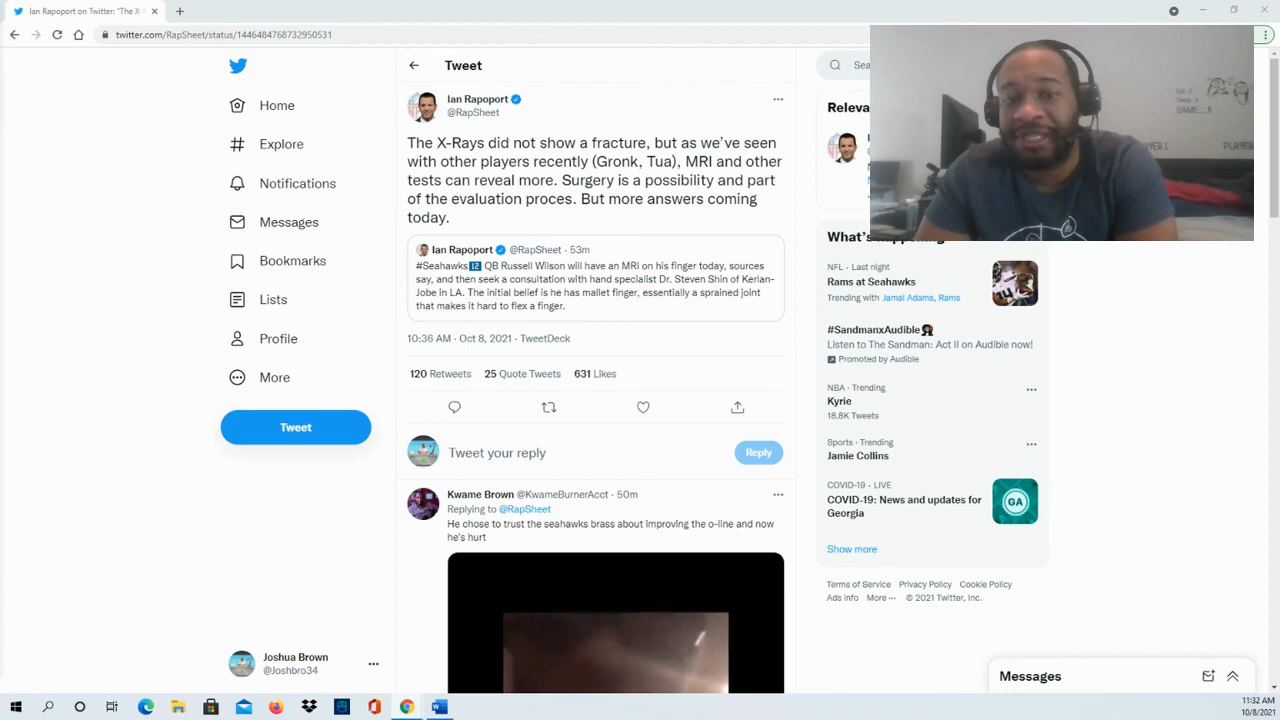 Ian Rapoport on Twitter: "The X-R
twitter.com/RapSheet/status/1446484768732950531
Home
Explore
Notifications
Messages
Bookmarks
Lists
Profile
More
Tweet
Joshua Brown
@Joshbro34
Tweet
Ian Rapoport
@RapSheet
The X-Rays did not show a fracture, but as we've seen
with other players recently (Gronk, Tua), MRI and other
tests can reveal more. Surgery is a possibility and part
of the evaluation proces. But more answers coming
today.
Ian Rapoport @RapSheet · 53m
#Seahawks QB Russell Wilson will have an MRI on his finger today, sources
say, and then seek a consultation with hand specialist Dr. Steven Shin of Kerlan-
Jobe in LA. The initial belief is he has mallet finger, essentially a sprained joint
that makes it hard to flex a finger.
10:36 AM · Oct 8, 2021 · TweetDeck
120 Retweets 25 Quote Tweets 631 Likes
Tweet your reply
Reply
Kwame Brown @KwameBurnerAcct · 50m
Replying to @RapSheet
He chose to trust the seahawks brass about improving the o-line and now
he's hurt
Sea
Releva
What's happening
NFL · Last night
Rams at Seahawks
Trending with Jamal Adams, Rams
#SandmanxAudible
Listen to The Sandman: Act II on Audible now!
Promoted by Audible
NBA · Trending
Kyrie
18.8K Tweets
Sports · Trending
Jamie Collins
COVID-19 · LIVE
COVID-19: News and updates for
Georgia
GA
Show more
Terms of Service Privacy Policy Cookie Policy
Ads info More ··· © 2021 Twitter, Inc.
Messages
PLAYER 1
PLAYER
SAME
11:32 AM
10/8/2021